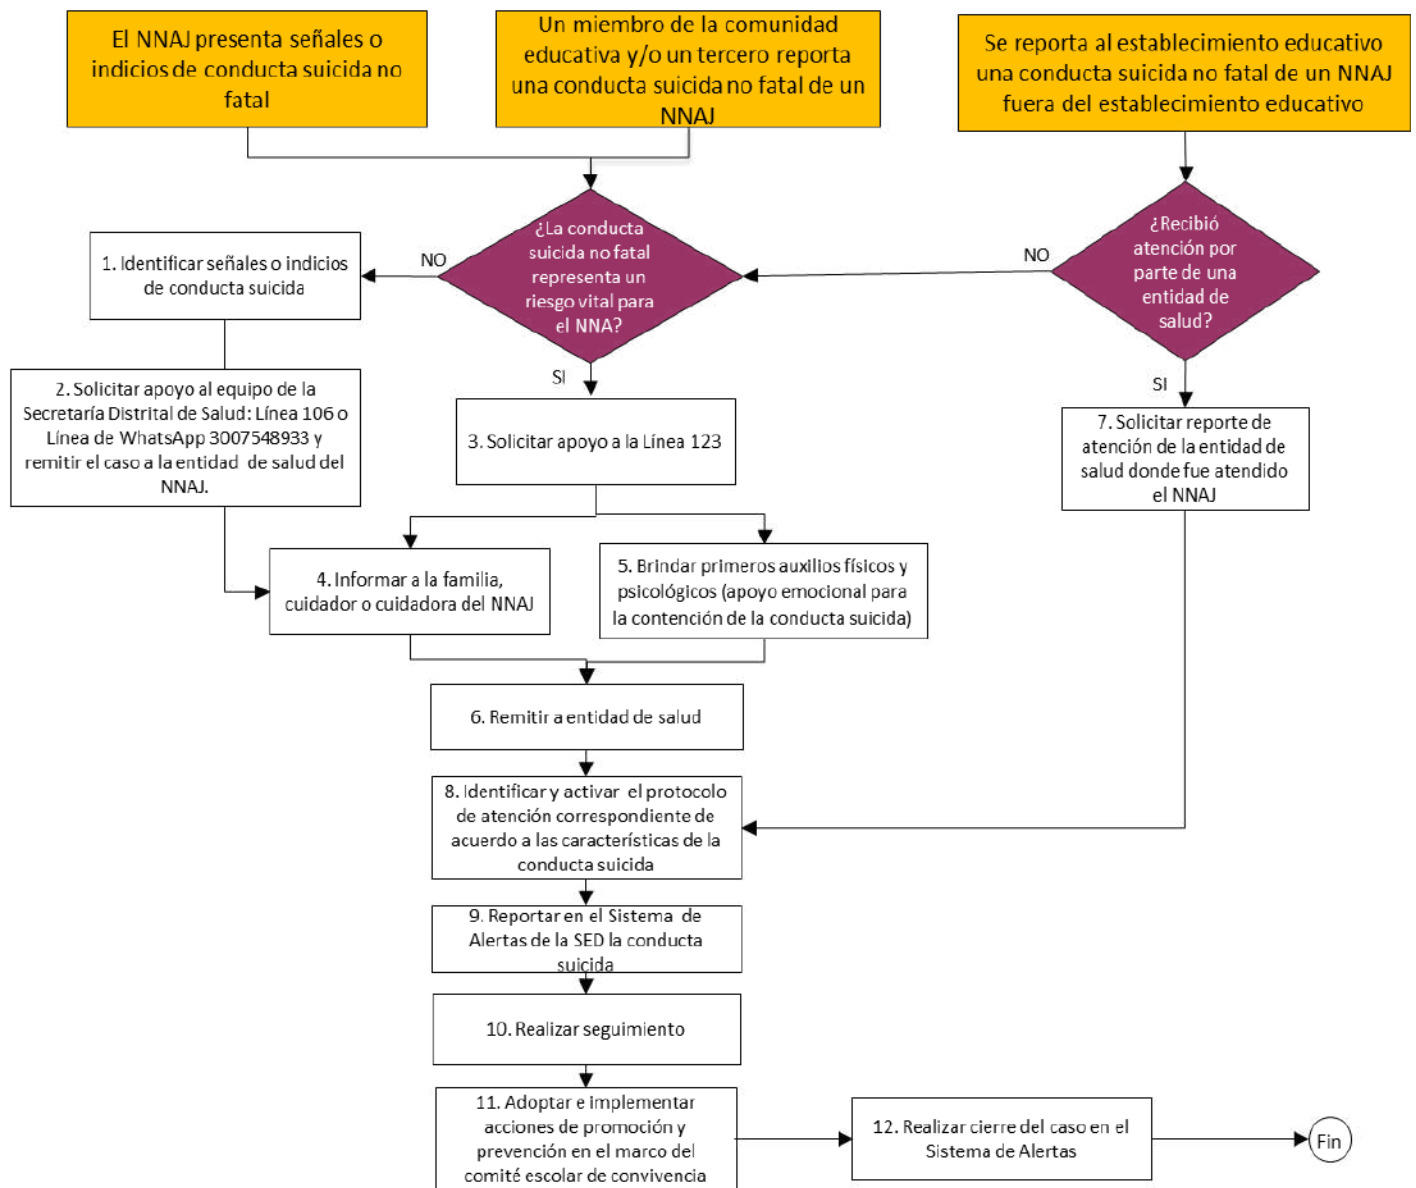 El NNAJ presenta señales o
indicios de conducta suicida no
fatal
Un miembro de la comunidad
educativa y/o un tercero reporta
una conducta suicida no fatal de un
NNAJ
Se reporta al establecimiento educativo
una conducta suicida no fatal de un NNAJ
fuera del establecimiento educativo
¿La conducta
suicida no fatal
representa un
riesgo vital para
el NNA?
¿Recibió
atención por
parte de una
entidad de
salud?
NO
NO
SI
SI
1. Identificar señales o indicios
de conducta suicida
2. Solicitar apoyo al equipo de la
Secretaría Distrital de Salud: Línea 106 o
Línea de WhatsApp 3007548933 y
remitir el caso a la entidad de salud del
NNAJ.
3. Solicitar apoyo a la Línea 123
7. Solicitar reporte de
atención de la entidad de
salud donde fue atendido
el NNAJ
4. Informar a la familia,
cuidador o cuidadora del NNAJ
5. Brindar primeros auxilios físicos y
psicológicos (apoyo emocional para
la contención de la conducta suicida)
6. Remitir a entidad de salud
8. Identificar y activar el protocolo
de atención correspondiente de
acuerdo a las características de la
conducta suicida
9. Reportar en el Sistema de
Alertas de la SED la conducta
suicida
10. Realizar seguimiento
11. Adoptar e implementar
acciones de promoción y
prevención en el marco del
comité escolar de convivencia
12. Realizar cierre del caso en el
Sistema de Alertas
Fin